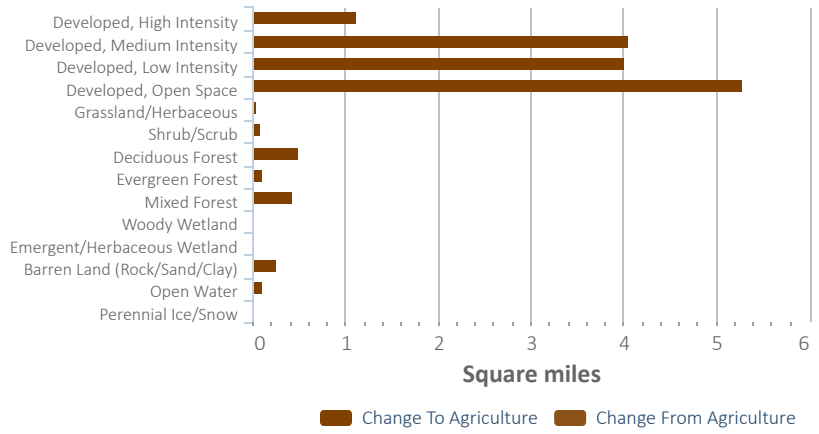 Developed, High Intensity
Developed, Medium Intensity
Developed, Low Intensity
Developed, Open Space
Grassland/Herbaceous
Shrub/Scrub
Deciduous Forest
Evergreen Forest
Mixed Forest
Woody Wetland
Emergent/Herbaceous Wetland
Barren Land (Rock/Sand/Clay)
Open Water
Perennial Ice/Snow
0 1 2 3 4 5 6
Square miles
Change To Agriculture Change From Agriculture